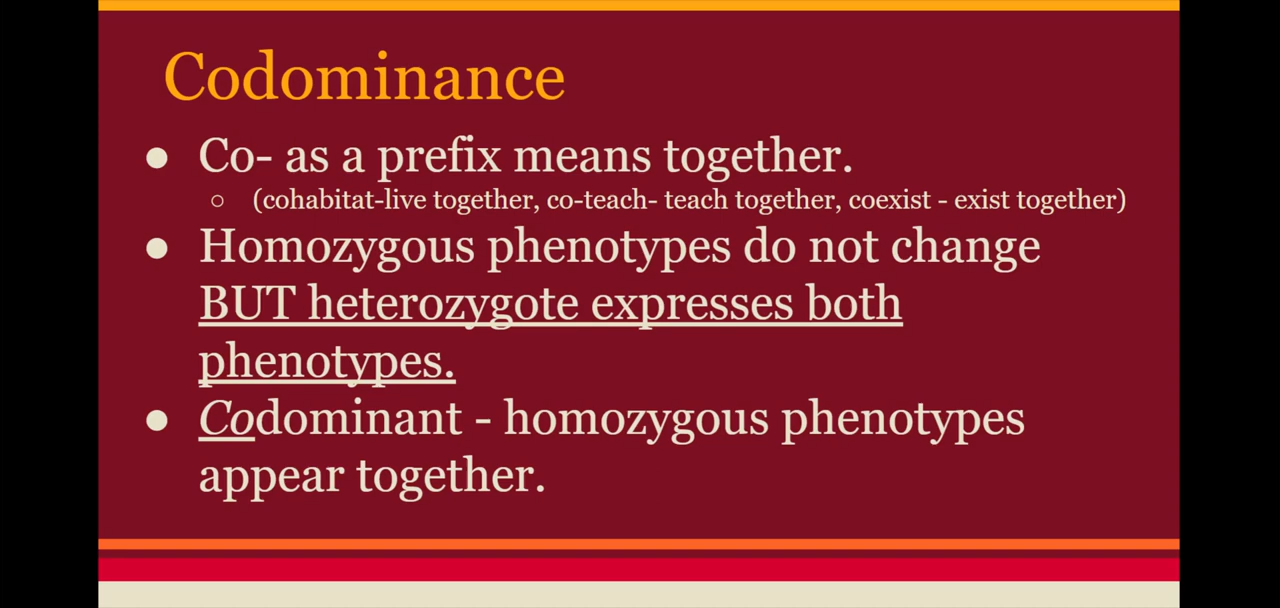 Codominance
● Co- as a prefix means together.
○ (cohabitat-live together, co-teach- teach together, coexist - exist together)
● Homozygous phenotypes do not change
BUT heterozygote expresses both
phenotypes.
● Codominant - homozygous phenotypes
appear together.